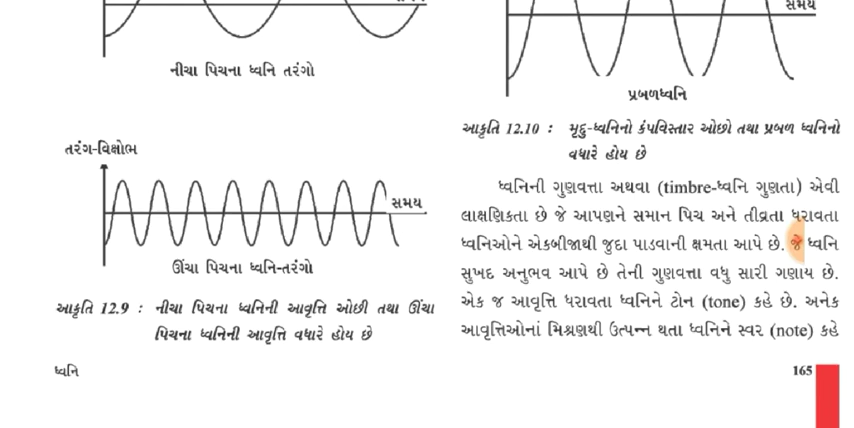 નીચા પિચના ધ્વનિ તરંગો
તરંગ-વિક્ષોભ
સમય
ઊંચા પિચના ધ્વનિ-તરંગો
આકૃતિ 12.9 : નીચા પિચના ધ્વનિની આવૃત્તિ ઓછી તથા ઊંચા
પિચના ધ્વનિની આવૃત્તિ વધારે હોય છે
સમય
પ્રબળધ્વનિ
આકૃતિ 12.10 : મૃદુ-ધ્વનિનો કંપવિસ્તાર ઓછો તથા પ્રબળ ધ્વનિનો
વધારે હોય છે
ધ્વનિની ગુણવત્તા અથવા (timbre-ધ્વનિ ગુણતા) એવી
લાક્ષણિકતા છે જે આપણને સમાન પિચ અને તીવ્રતા ધરાવતા
ધ્વનિઓને એકબીજાથી જુદા પાડવાની ક્ષમતા આપે છે. જે ધ્વનિ
સુખદ અનુભવ આપે છે તેની ગુણવત્તા વધુ સારી ગણાય છે.
એક જ આવૃત્તિ ધરાવતા ધ્વનિને ટોન (tone) કહે છે. અનેક
આવૃત્તિઓનાં મિશ્રણથી ઉત્પન્ન થતા ધ્વનિને સ્વર (note) કહે
ધ્વનિ
165